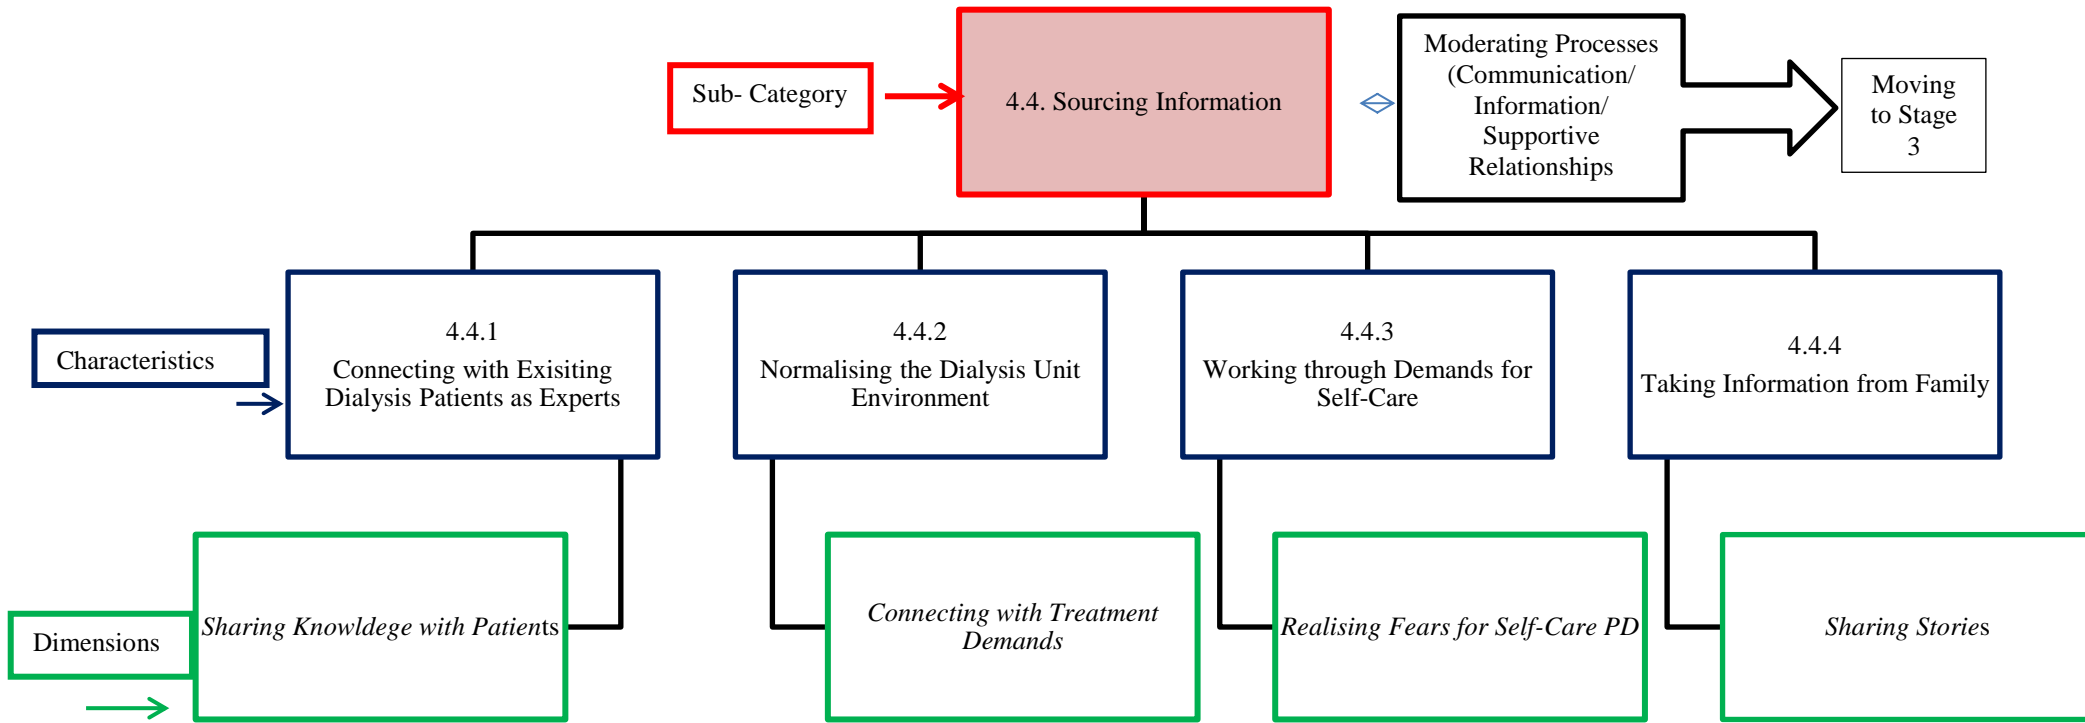 Sub- Category
4.4. Sourcing Information
Moderating Processes
(Communication/
Information/
Supportive
Relationships
Moving
to Stage
3
Characteristics
4.4.1
Connecting with Exisiting
Dialysis Patients as Experts
4.4.2
Normalising the Dialysis Unit
Environment
4.4.3
Working through Demands for
Self-Care
4.4.4
Taking Information from Family
Dimensions
Sharing Knowldege with Patients
Connecting with Treatment
Demands
Realising Fears for Self-Care PD
Sharing Stories